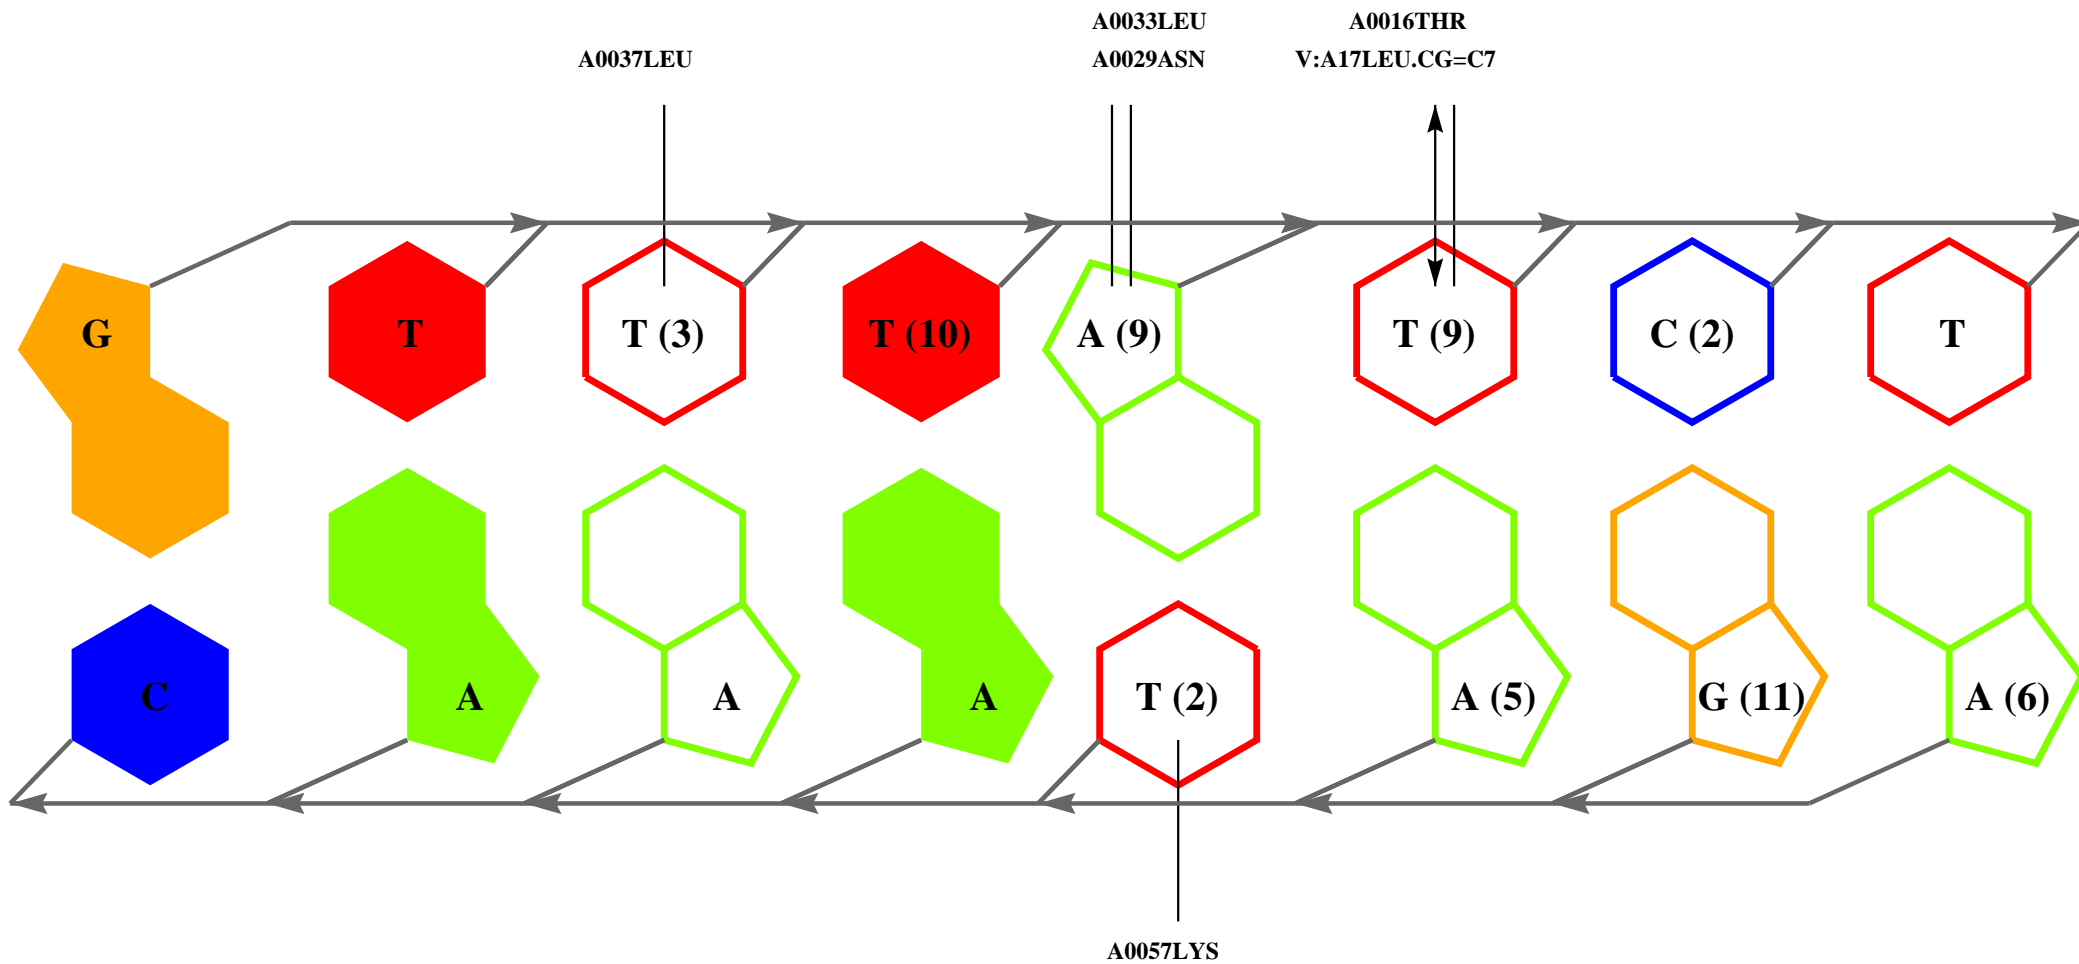 A0033LEU A0016THR
A0037LEU A0029ASN V:A17LEU.CG=C7
G T T (3) T (10) A (9) T (9) C (2) T
C A A A T (2) A (5) G (11) A (6)
A0057LYS